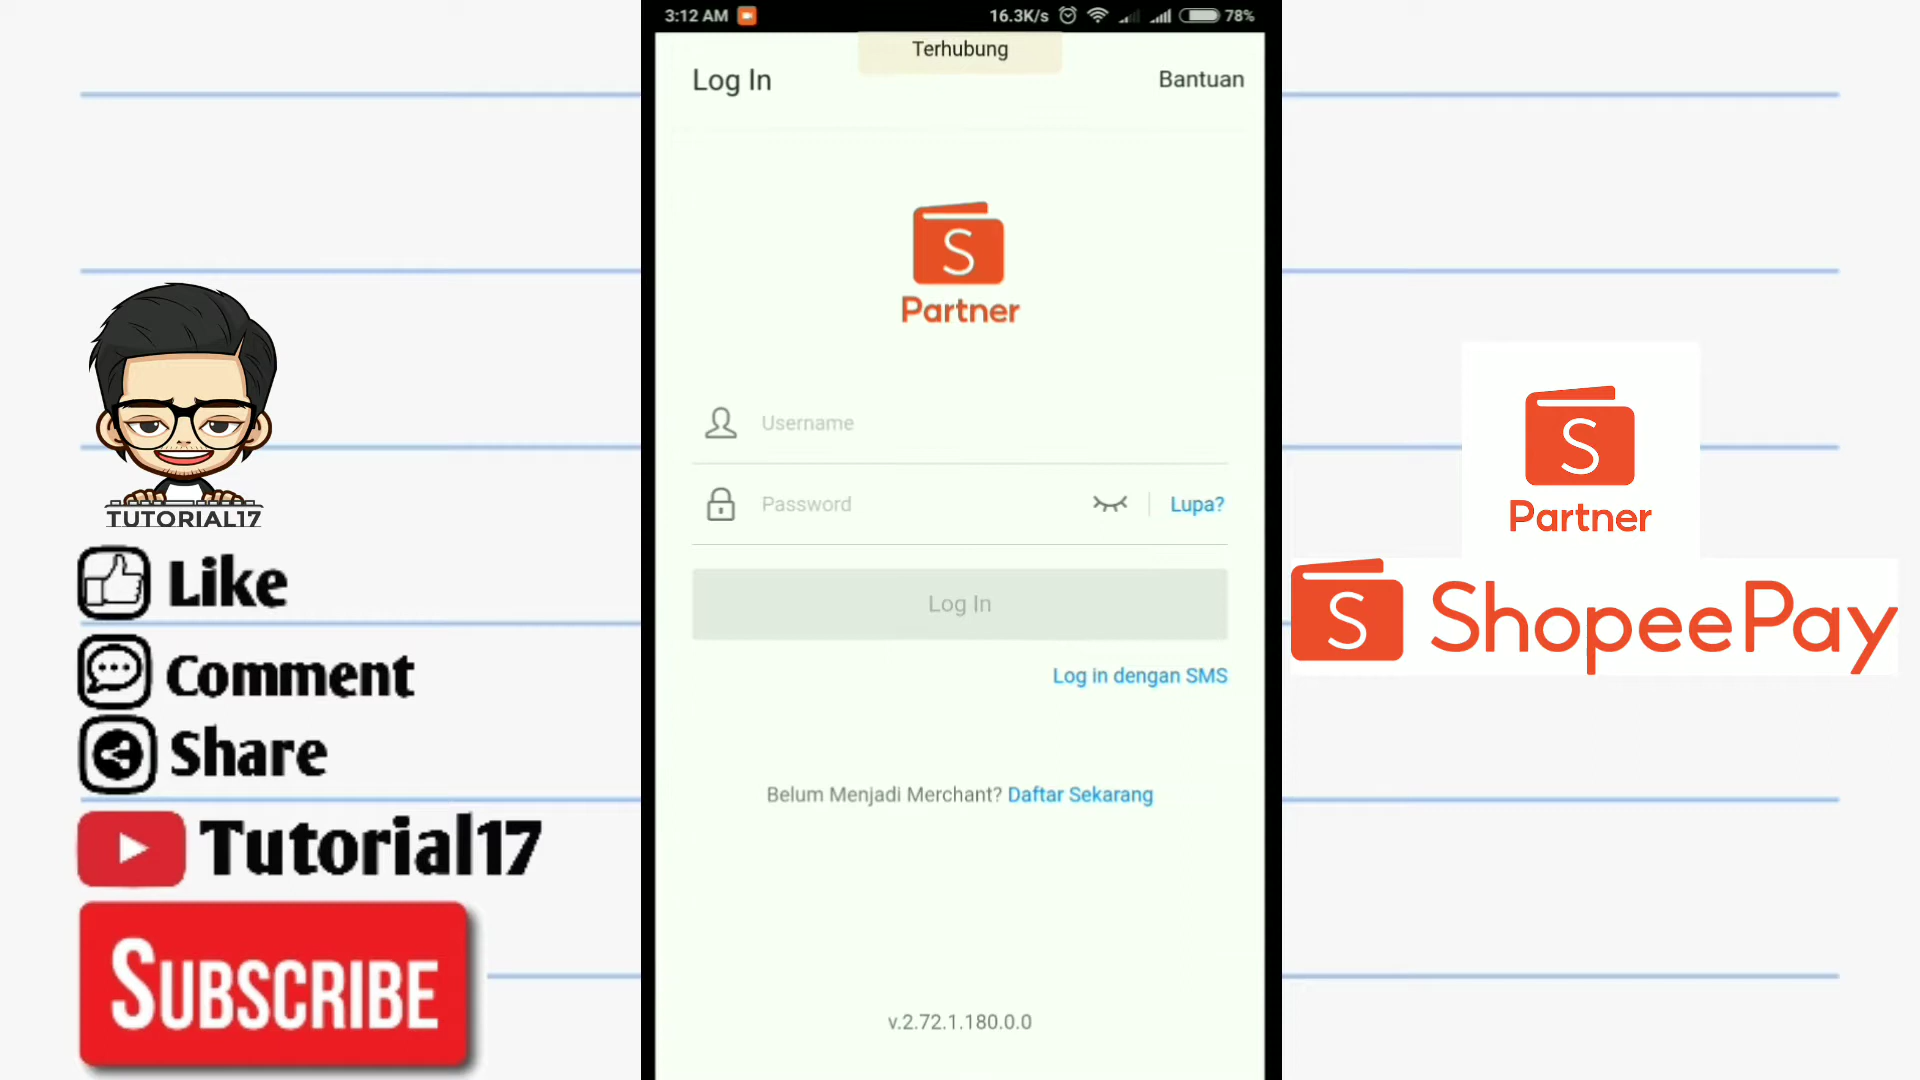 3:12 AM
16.3K/s
78%
Terhubung
Log In
Bantuan
S
Partner
Username
Password
Lupa?
Log In
Log in dengan SMS
Belum Menjadi Merchant? Daftar Sekarang
v.2.72.1.180.0.0
TUTORIAL17
Like
Comment
Share
Tutorial17
SUBSCRIBE
S
Partner
S ShopeePay